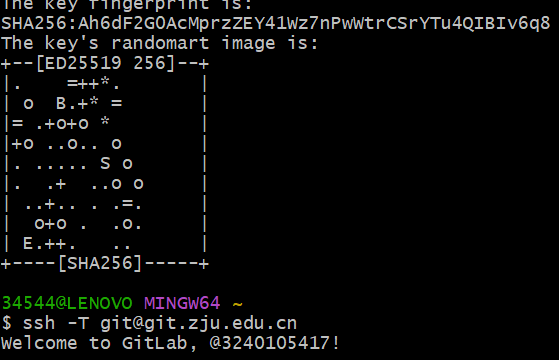 The key fingerprint is:
SHA256:Ah6dF2GOAcMprzZEY41Wz7nPwWtrCSrYTu4QIBIv6q8
The key's randomart image is:
+--[ED25519 256]--+
|.    =++*.       |
| o  B.+* =       |
|= .+o+o *        |
|+o ..o.. o       |
|. ..... S o      |
|.  .+  ..o o     |
| ..+.. . .=.     |
|  o+o .  .o.     |
| E.++.   ..      |
+----[SHA256]-----+
34544@LENOVO MINGW64 ~
$ ssh -T git@git.zju.edu.cn
Welcome to GitLab, @3240105417!